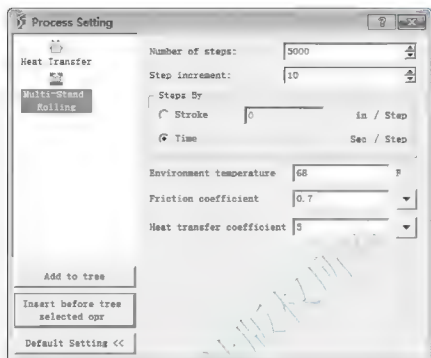 Process Setting
Heat Transfer
Multi-Stand
Rolling
Add to tree
Insert before tree
selected opr
Default Setting <<
Number of steps: 5000
Step increment: 10
Steps By
Stroke 0 in / Step
Time Sec / Step
Environment temperature 68 F
Friction coefficient 0.7
Heat transfer coefficient 5